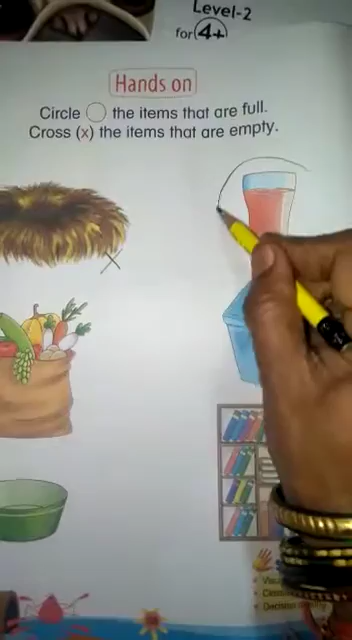 Level-2
for 4+
Hands on
Circle the items that are full.
Cross (x) the items that are empty.